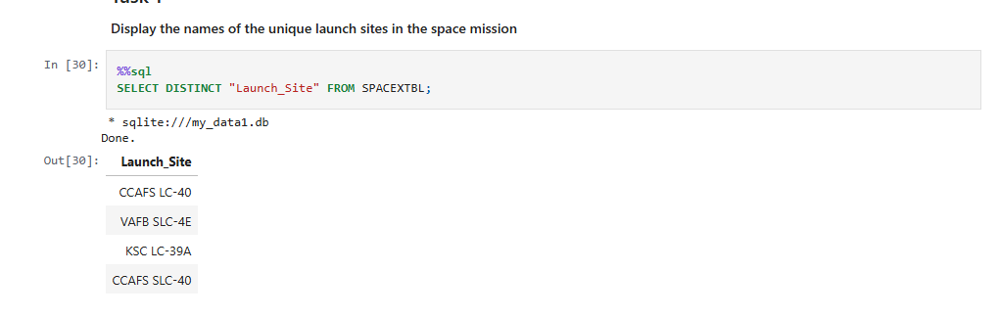 Display the names of the unique launch sites in the space mission
In [30]:
%%sql
SELECT DISTINCT "Launch_Site" FROM SPACEXTBL;
* sqlite:///my_data1.db
Done.
Out[30]:
Launch_Site
CCAFS LC-40
VAFB SLC-4E
KSC LC-39A
CCAFS SLC-40